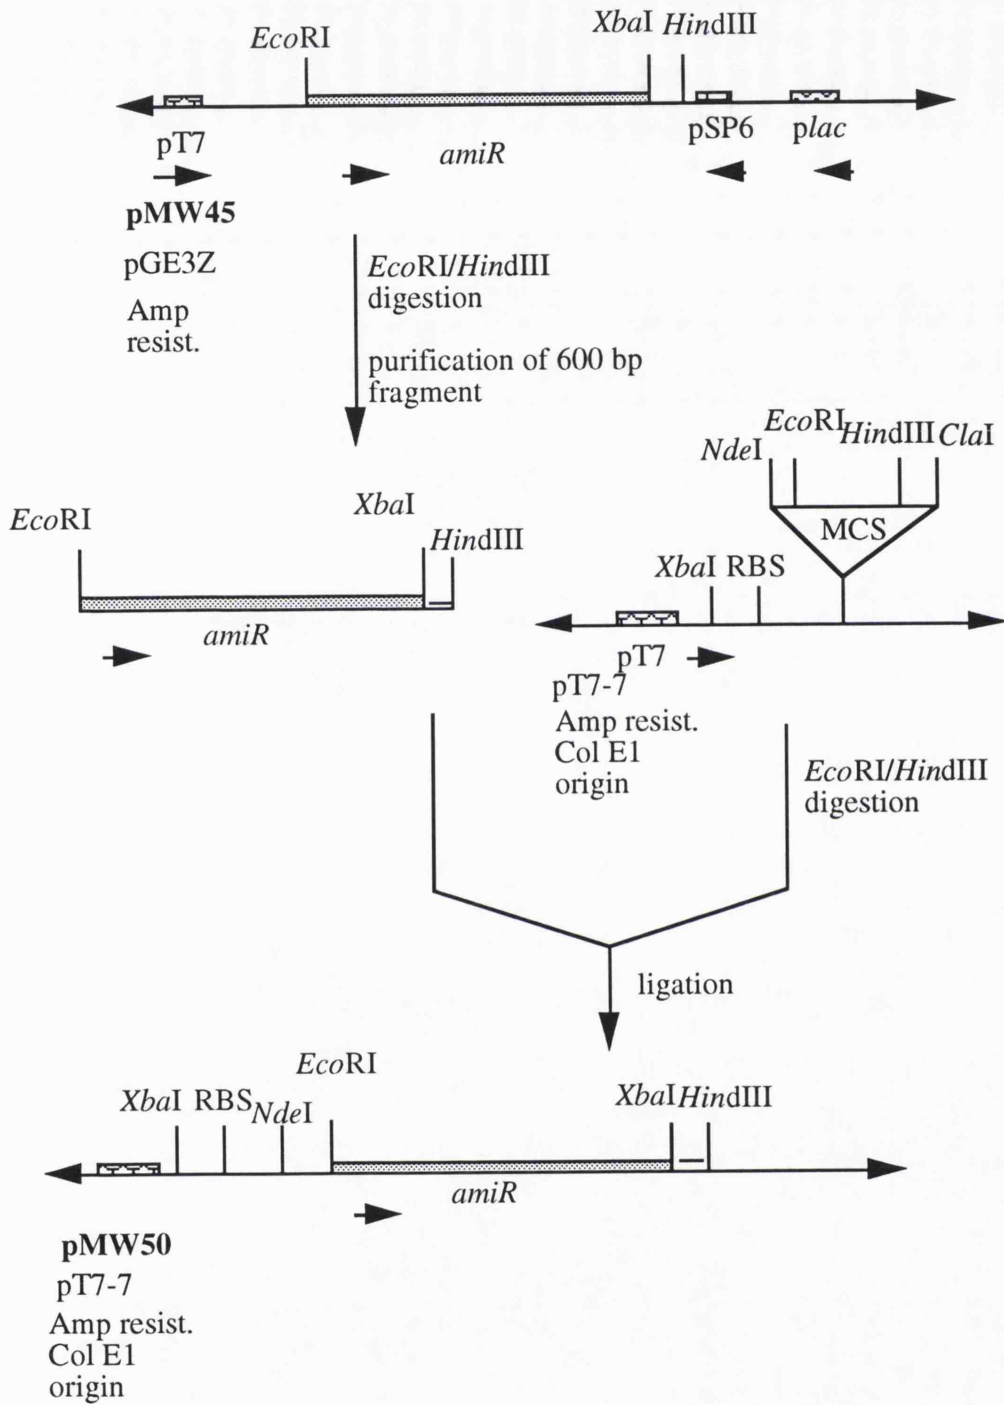 EcoRI
XbaI HindIII
pT7
amiR
pSP6
plac
pMW45
pGE3Z
Amp
resist.
EcoRI/HindIII
digestion
purification of 600 bp
fragment
EcoRI
XbaI
HindIII
amiR
NdeI
EcoRI
HindIII
ClaI
MCS
XbaI RBS
pT7
pT7-7
Amp resist.
Col E1
origin
EcoRI/HindIII
digestion
ligation
XbaI RBS
NdeI
EcoRI
XbaI HindIII
amiR
pMW50
pT7-7
Amp resist.
Col E1
origin